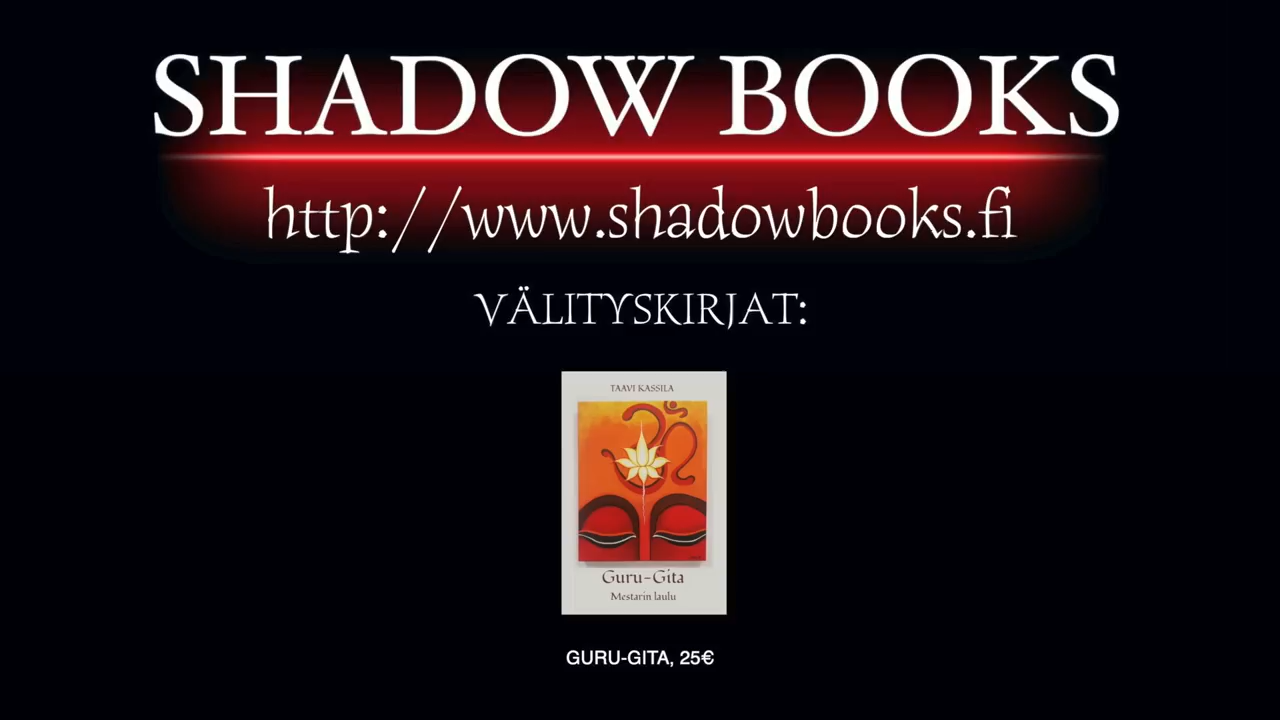 SHADOW BOOKS
http://www.shadowbooks.fi
VÄLITYSKIRJAT:
TAAVI KASSILA
Guru-Gita
Mestarin laulu
GURU-GITA, 25€